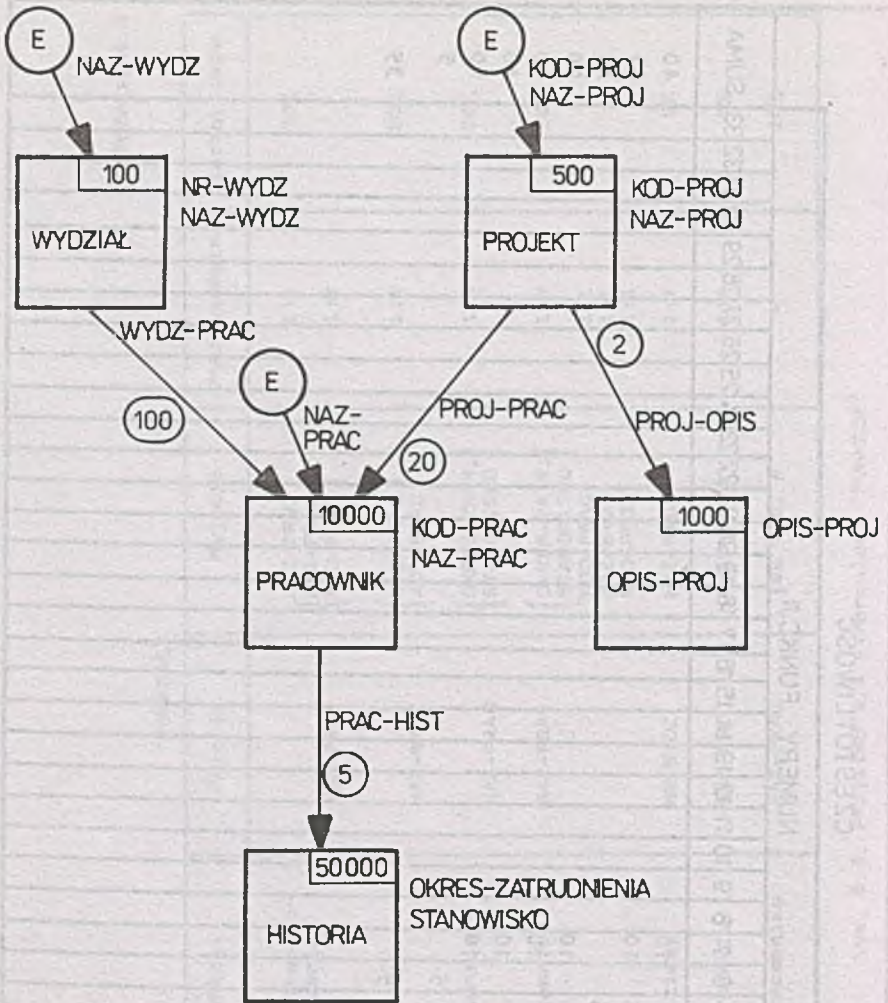 E
NAZ-WYDZ
E
KOD-PROJ
NAZ-PROJ
100
NR-WYDZ
NAZ-WYDZ
WYDZIAŁ
500
KOD-PROJ
NAZ-PROJ
PROJEKT
WYDZ-PRAC
100
E
NAZ-
PRAC
PROJ-PRAC
20
2
PROJ-OPIS
10000
KOD-PRAC
NAZ-PRAC
PRACOWNIK
1000
OPIS-PROJ
OPIS-PROJ
PRAC-HIST
5
50000
OKRES-ZATRUDNIENIA
STANOWISKO
HISTORIA